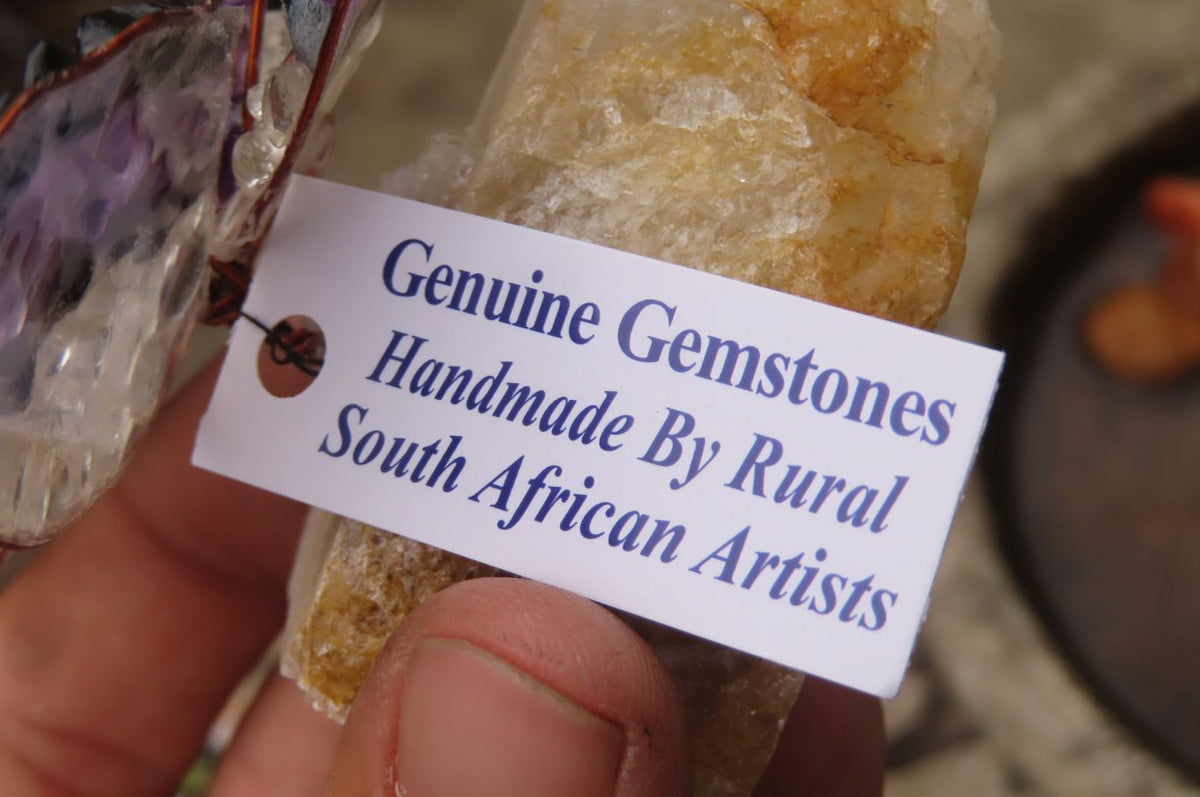 Genuine Gemstones
Handmade By Rural
South African Artists